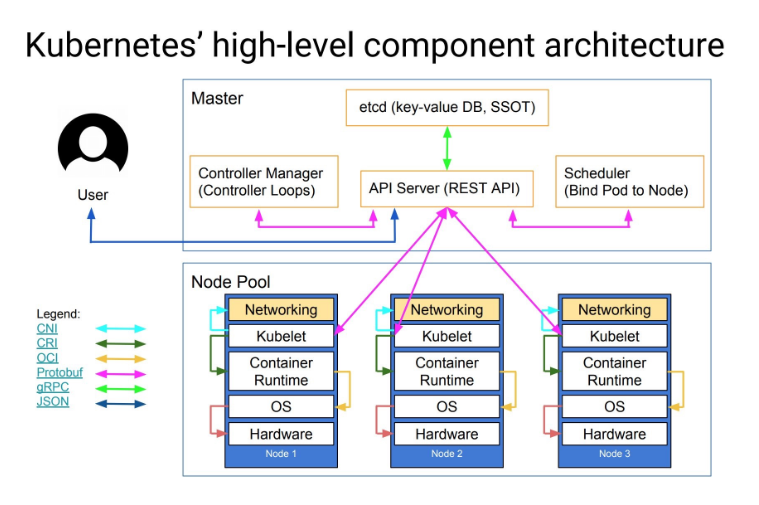 Kubernetes’ high-level component architecture
Master
etcd (key-value DB, SSOT)
Controller Manager
(Controller Loops)
API Server (REST API)
Scheduler
(Bind Pod to Node)
User
Node Pool
Legend:
CNI
CRI
OCI
Protobuf
gRPC
JSON
Networking
Kubelet
Container
Runtime
OS
Hardware
Node 1
Networking
Kubelet
Container
Runtime
OS
Hardware
Node 2
Networking
Kubelet
Container
Runtime
OS
Hardware
Node 3